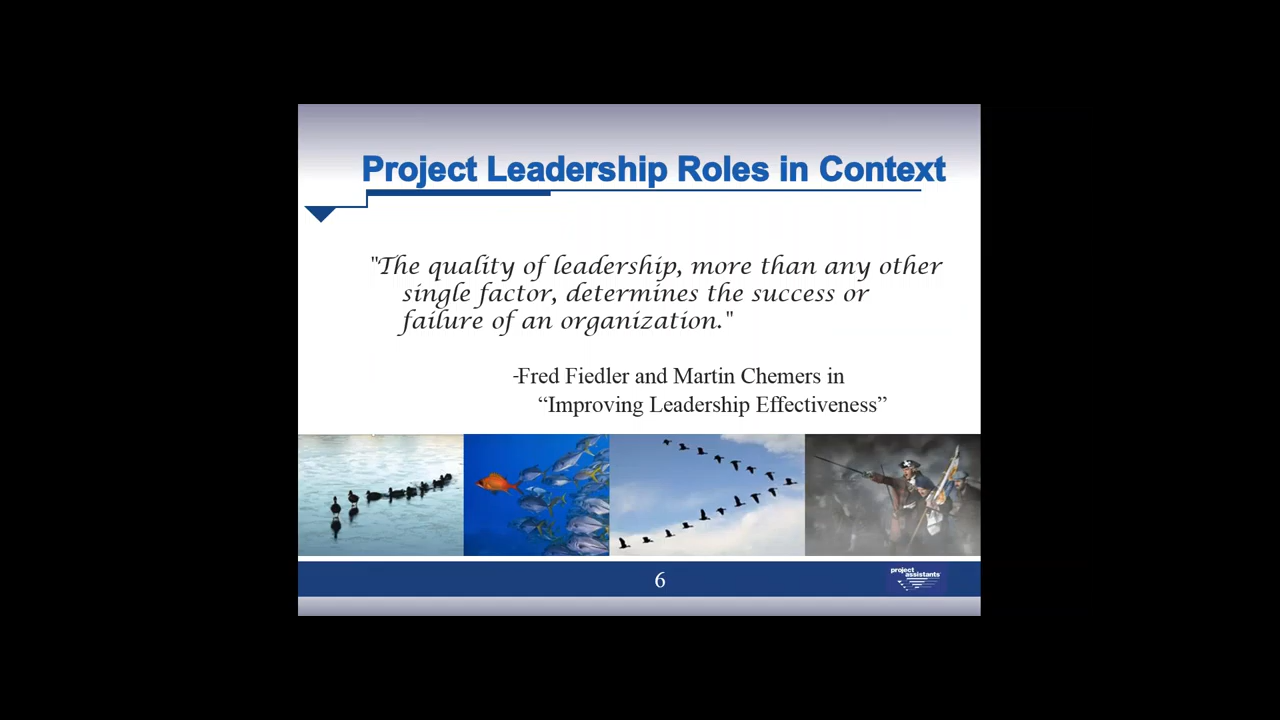 Project Leadership Roles in Context
"The quality of leadership, more than any other
single factor, determines the success or
failure of an organization."
-Fred Fiedler and Martin Chemers in
“Improving Leadership Effectiveness”
6
project
assistants